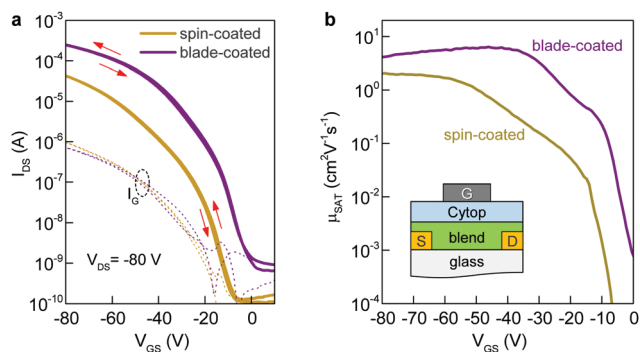 a
spin-coated
blade-coated
10⁻³
10⁻⁴
10⁻⁵
10⁻⁶
10⁻⁷
10⁻⁸
10⁻⁹
10⁻¹⁰
I_DS (A)
I_G
V_DS= -80 V
-80 -60 -40 -20 0
V_GS (V)
b
10¹
10⁰
10⁻¹
10⁻²
10⁻³
10⁻⁴
μ_SAT (cm²V⁻¹s⁻¹)
blade-coated
spin-coated
G
Cytop
S blend D
glass
-80 -70 -60 -50 -40 -30 -20 -10 0
V_GS (V)